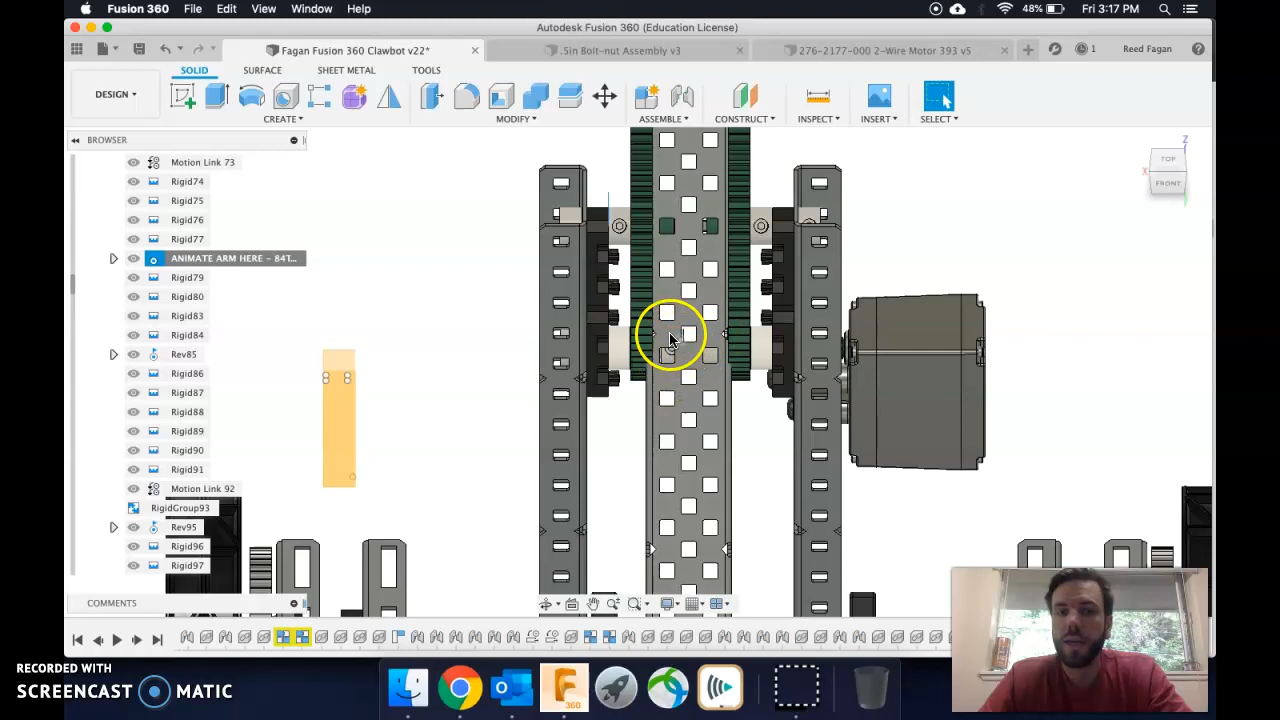 Fusion 360 File Edit View Window Help 48% Fri 3:17 PM
Autodesk Fusion 360 (Education License)
Fagan Fusion 360 Clawbot v22* .5in Bolt-nut Assembly v3 276-2177-000 2-Wire Motor 393 v5 1 Reed Fagan
SOLID SURFACE SHEET METAL TOOLS
DESIGN
CREATE MODIFY ASSEMBLE CONSTRUCT INSPECT INSERT SELECT
BROWSER
Motion Link 73
Rigid74
Rigid75
Rigid76
Rigid77
ANIMATE ARM HERE - 84T...
Rigid79
Rigid80
Rigid83
Rigid84
Rev85
Rigid86
Rigid87
Rigid88
Rigid89
Rigid90
Rigid91
Motion Link 92
RigidGroup93
Rev95
Rigid96
Rigid97
COMMENTS
Z
TOP
X
FRONT
F
360
RECORDED WITH
SCREENCAST MATIC